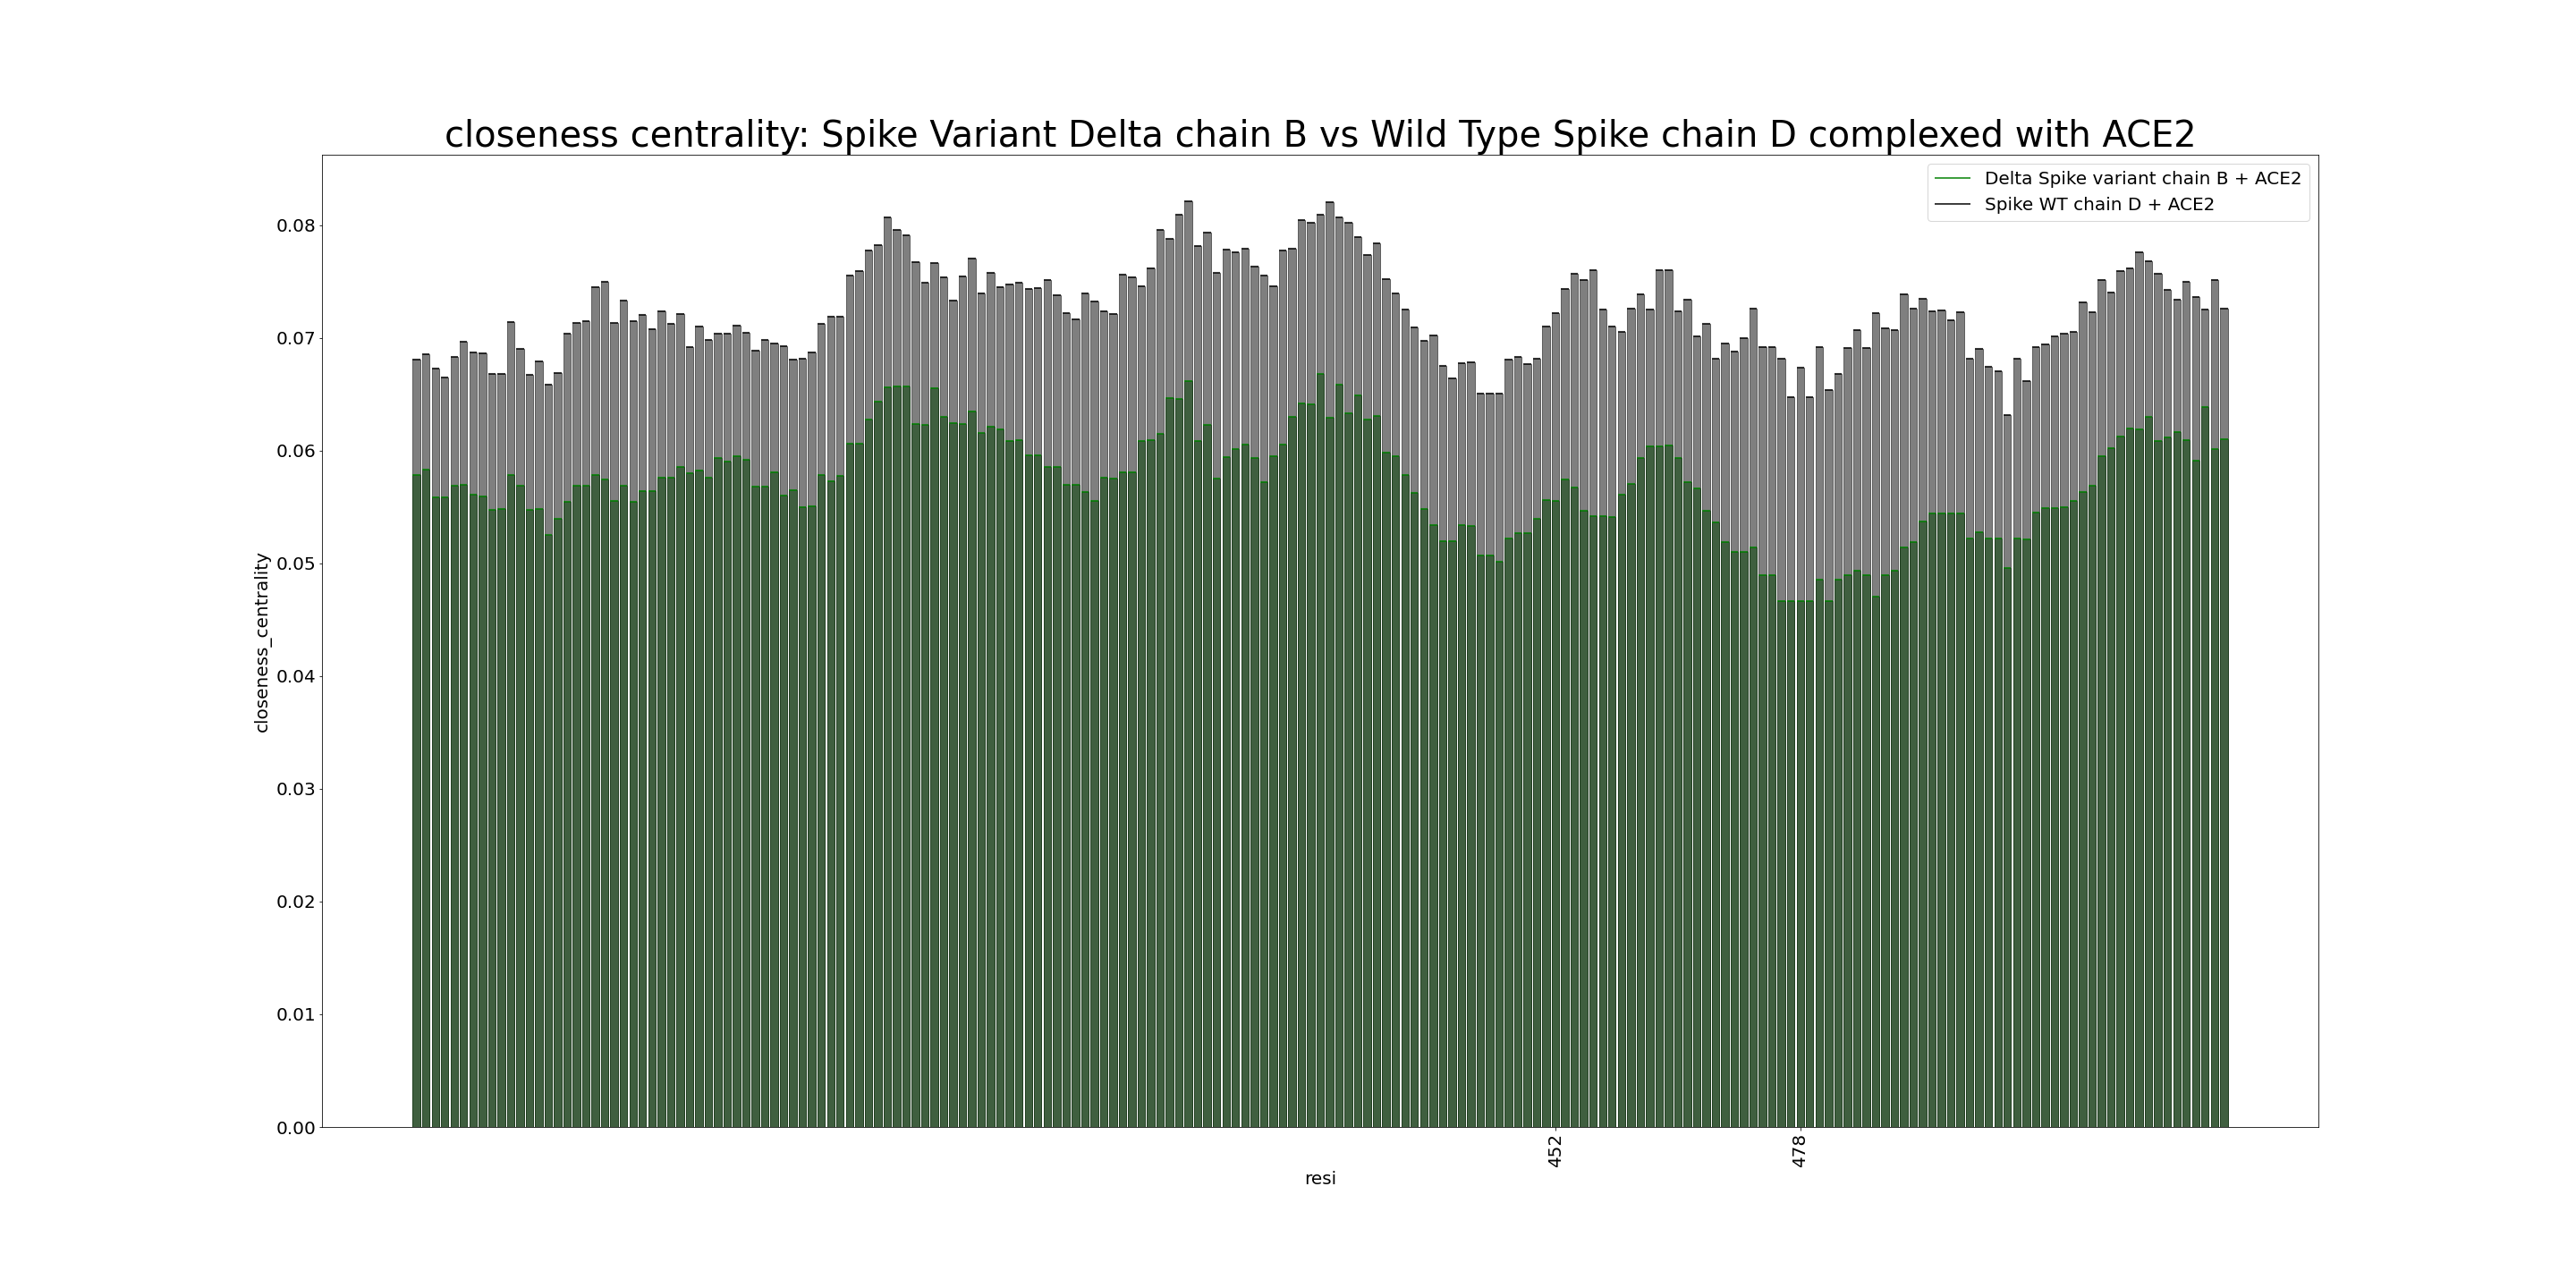 closeness centrality: Spike Variant Delta chain B vs Wild Type Spike chain D complexed with ACE2
Delta Spike variant chain B + ACE2
Spike WT chain D + ACE2
0.08
0.07
0.06
0.05
0.04
0.03
0.02
0.01
0.00
closeness_centrality
452
478
resi